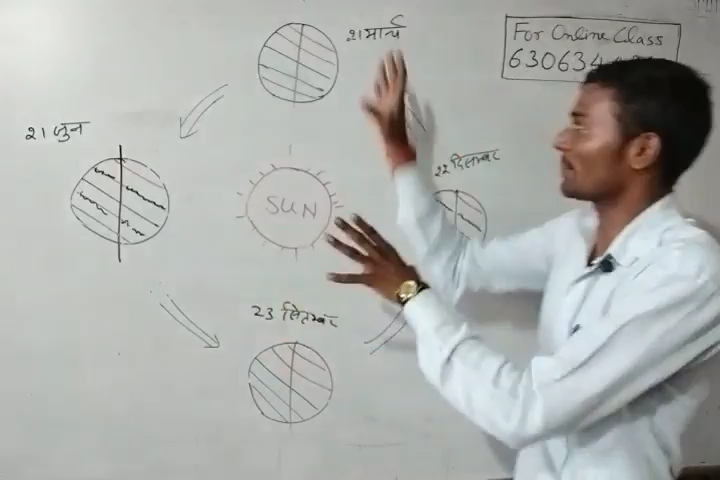 21 मार्च
For Online Class
21 जुन
22 दिसम्बर
SUN
23 सितम्बर